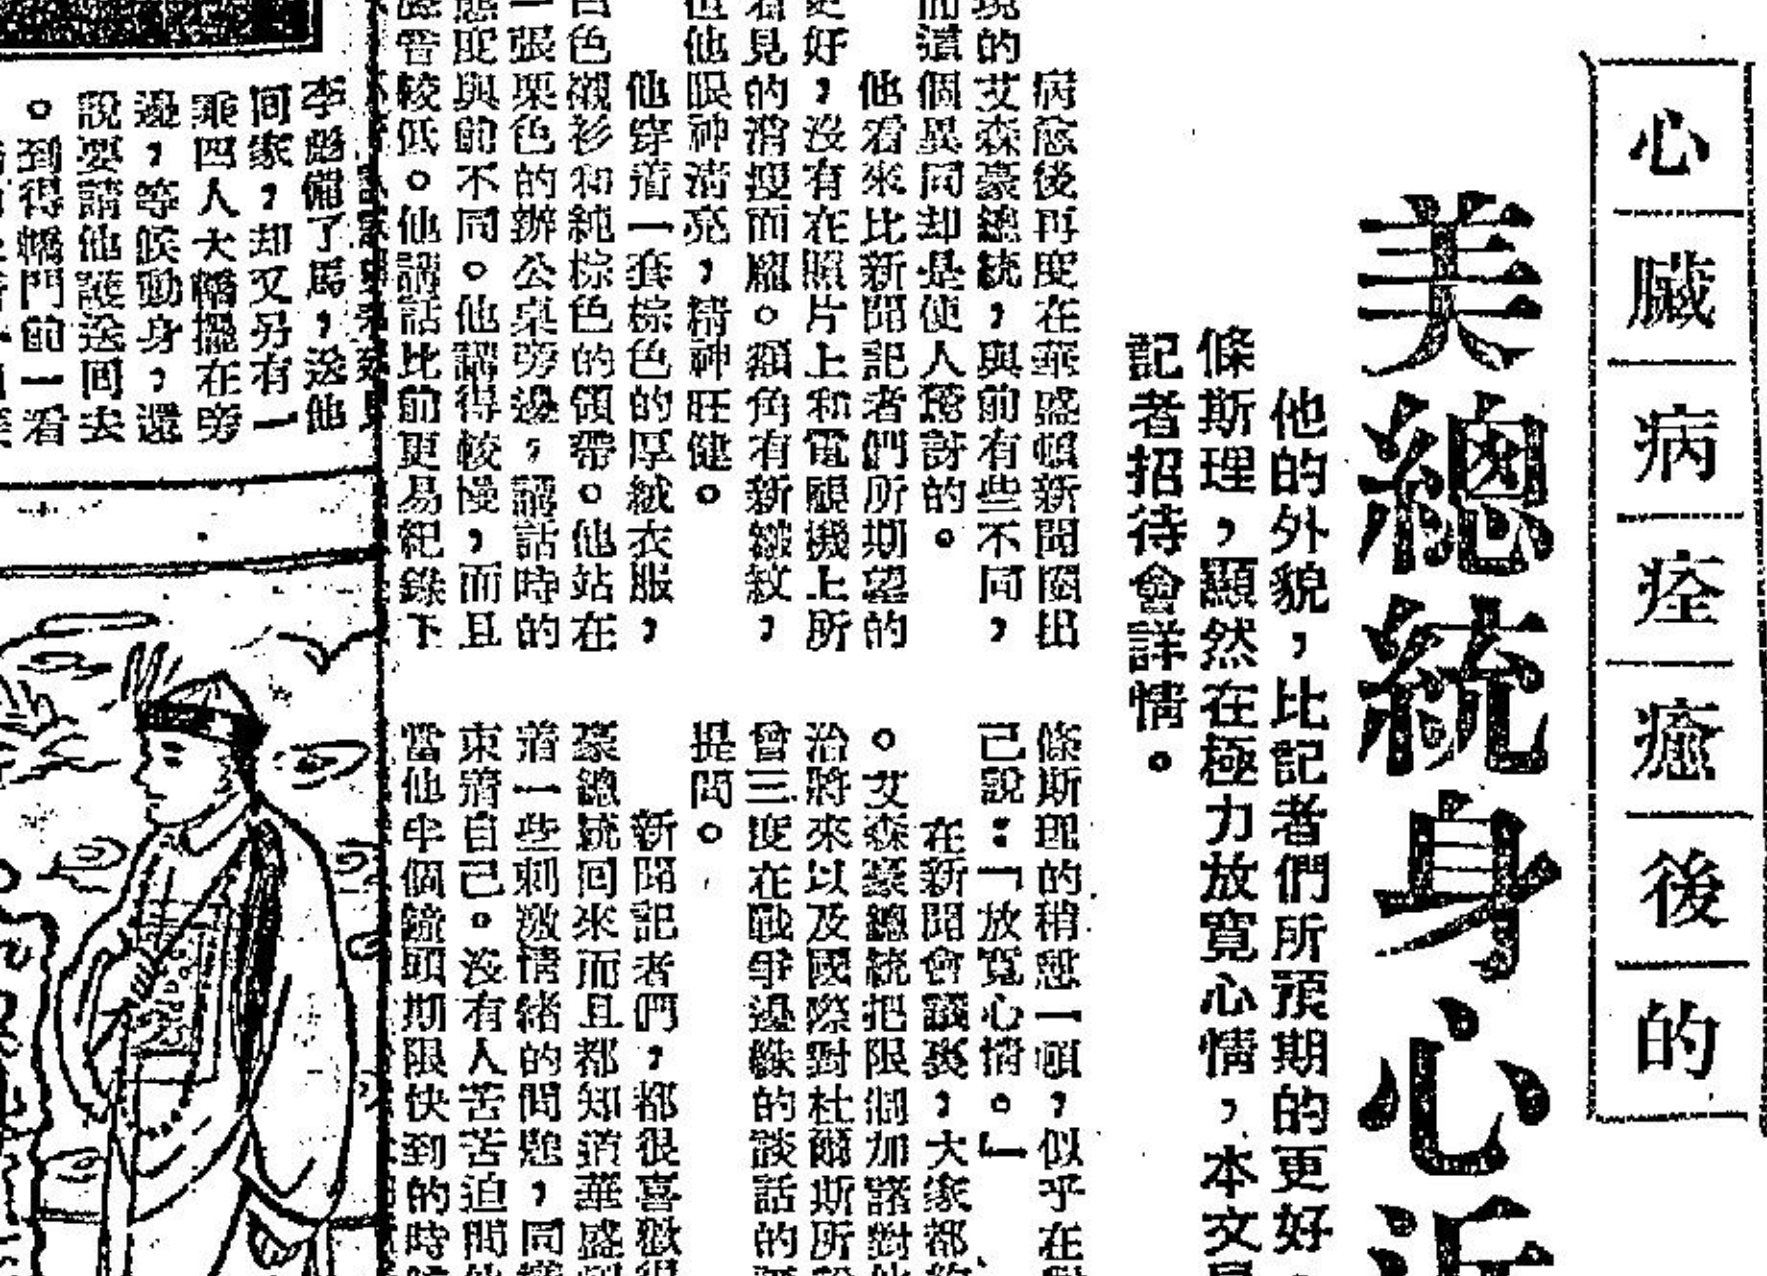 心臟病痊癒後的
美總統身心
他的外貌，比記者們所預期的更好，
條斯理，顯然在極力放寬心情，本文
記者招待會詳情。
病癒後再度在華盛頓新聞圈出
現的艾森豪總統，與前有些不同，
而這個異同却是使人驚訝的。
他看來比新聞記者們所期望的
更好，沒有在照片上和電視機上所
看見的消瘦而龐。額角有新皺紋，
但他眼神清亮，精神旺健。
他穿着一套棕色的厚絨衣服，
白色襯衫和純棕色的領帶。他站在
一張栗色的辦公桌旁邊，講話時的
態度與前不同。他講得較慢，而且
聲音較低。他講話比前更易紀錄下
條斯理的稍想一頓，似乎在
己說：「放寬心情。」
在新聞會議裏，大家都
。艾森豪總統把限制加諸對他
治將來以及國際對杜爾斯所
曾三度在戰爭邊緣的談話的
提問。
新聞記者們，都很喜歡
豪總統回來而且都知道華盛
着一些刺激情緒的問題，同
束着自己。沒有人苦苦迫問他
當他半個鐘頭期限快到的時
李彪備了馬，送他
回家，却又另有一
乘四人大轎擺在旁
邊，等候動身，還
說要請他護送回去
。到得轎門前一看